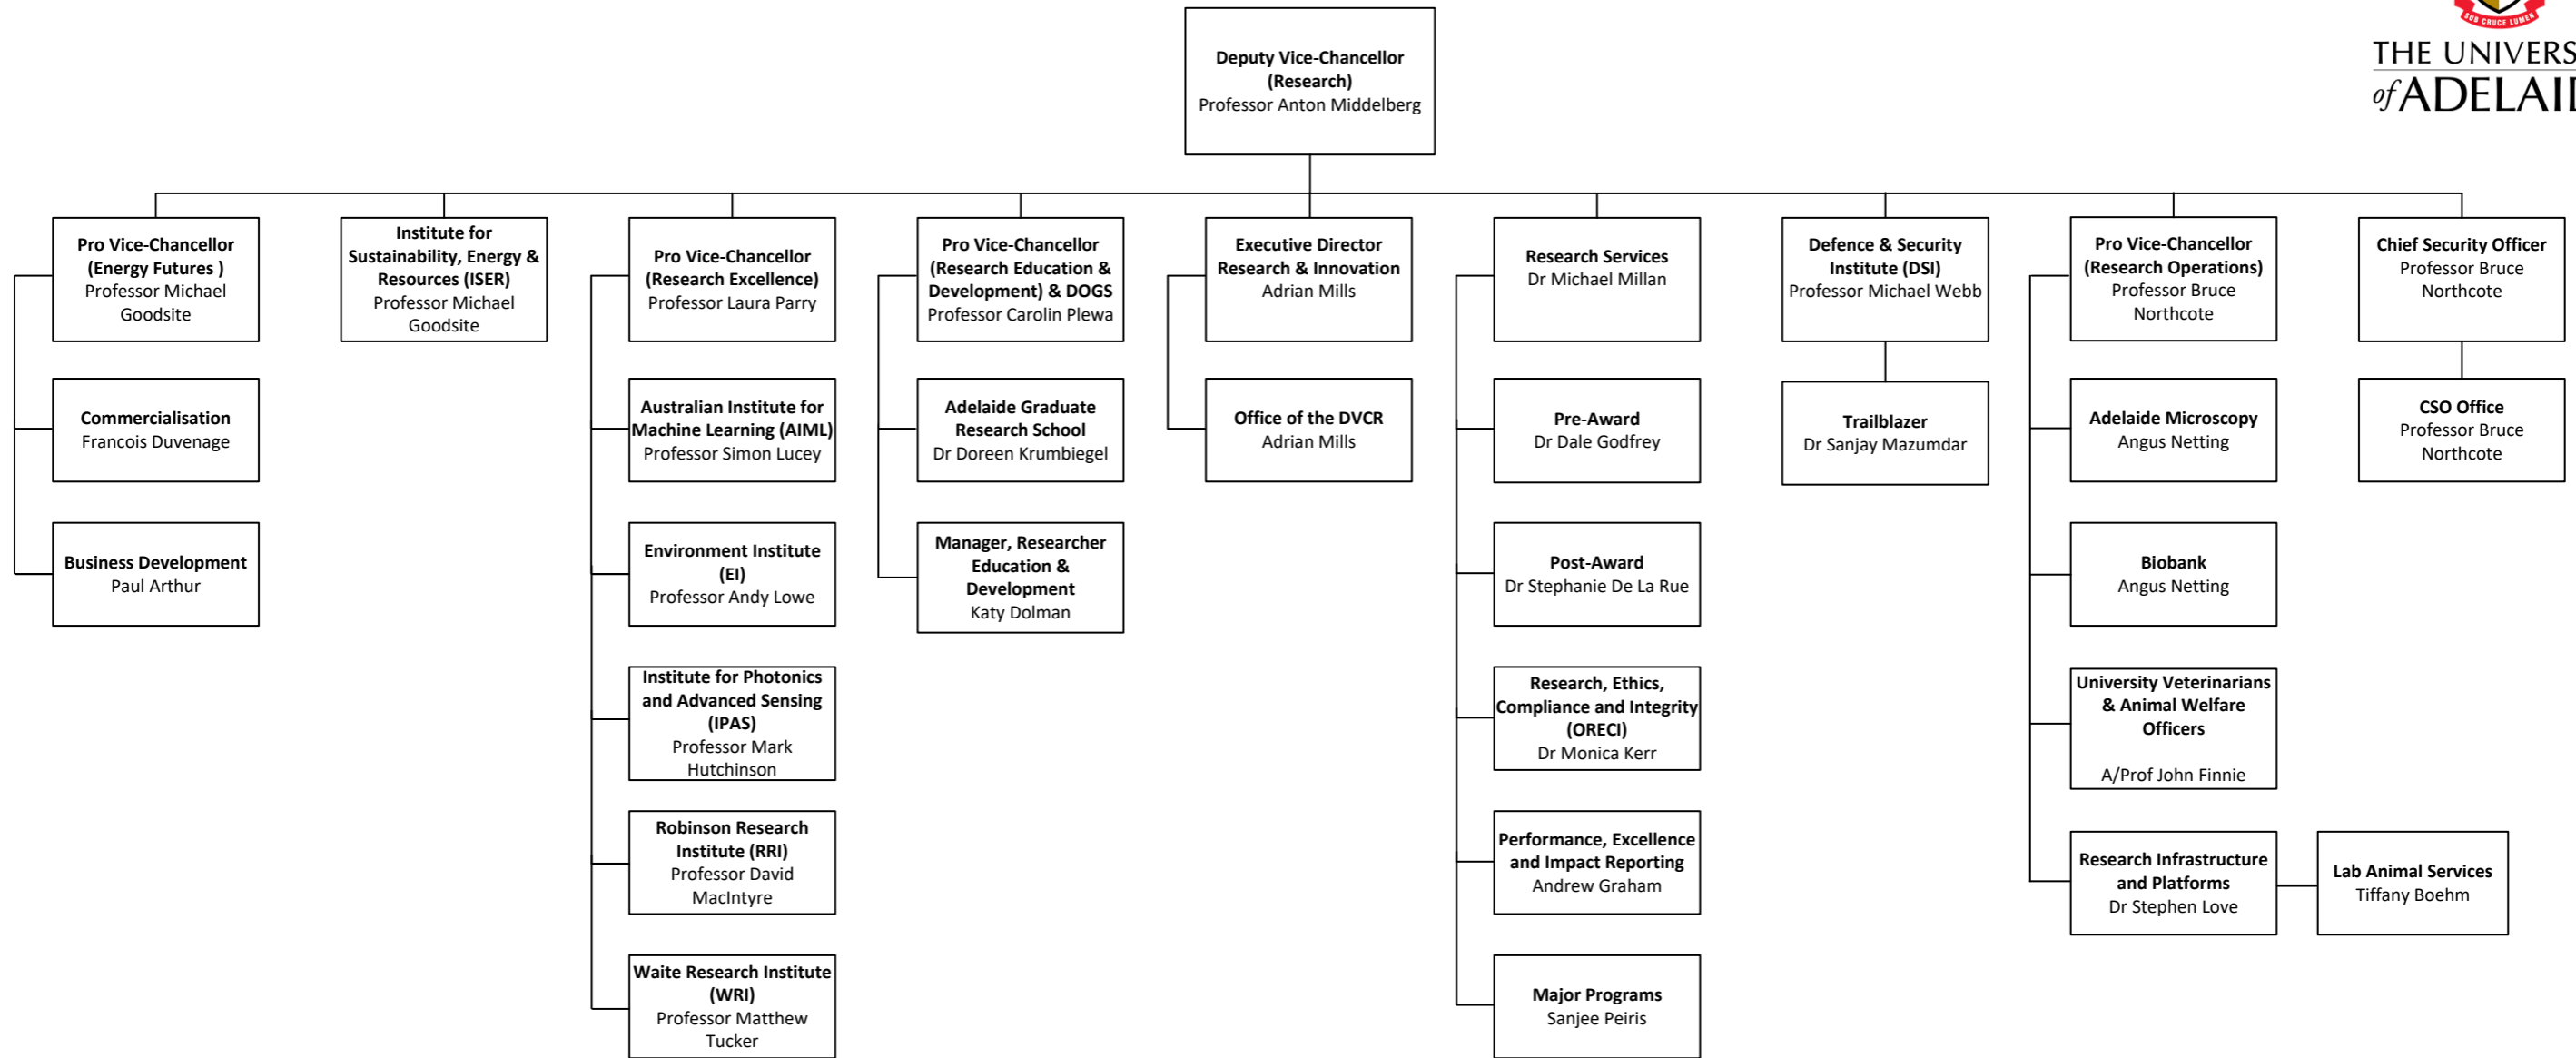 SUB CRUCE LUMEN
THE UNIVERS
of ADELAI
Deputy Vice-Chancellor
(Research)
Professor Anton Middelberg
Pro Vice-Chancellor
(Energy Futures )
Professor Michael
Goodsite
Commercialisation
Francois Duvenage
Business Development
Paul Arthur
Institute for
Sustainability, Energy &
Resources (ISER)
Professor Michael
Goodsite
Pro Vice-Chancellor
(Research Excellence)
Professor Laura Parry
Australian Institute for
Machine Learning (AIML)
Professor Simon Lucey
Environment Institute
(EI)
Professor Andy Lowe
Institute for Photonics
and Advanced Sensing
(IPAS)
Professor Mark
Hutchinson
Robinson Research
Institute (RRI)
Professor David
MacIntyre
Waite Research Institute
(WRI)
Professor Matthew
Tucker
Pro Vice-Chancellor
(Research Education &
Development) & DOGS
Professor Carolin Plewa
Adelaide Graduate
Research School
Dr Doreen Krumbiegel
Manager, Researcher
Education &
Development
Katy Dolman
Executive Director
Research & Innovation
Adrian Mills
Office of the DVCR
Adrian Mills
Research Services
Dr Michael Millan
Pre-Award
Dr Dale Godfrey
Post-Award
Dr Stephanie De La Rue
Research, Ethics,
Compliance and Integrity
(ORECI)
Dr Monica Kerr
Performance, Excellence
and Impact Reporting
Andrew Graham
Major Programs
Sanjee Peiris
Defence & Security
Institute (DSI)
Professor Michael Webb
Trailblazer
Dr Sanjay Mazumdar
Pro Vice-Chancellor
(Research Operations)
Professor Bruce
Northcote
Adelaide Microscopy
Angus Netting
Biobank
Angus Netting
University Veterinarians
& Animal Welfare
Officers
A/Prof John Finnie
Research Infrastructure
and Platforms
Dr Stephen Love
Lab Animal Services
Tiffany Boehm
Chief Security Officer
Professor Bruce
Northcote
CSO Office
Professor Bruce
Northcote